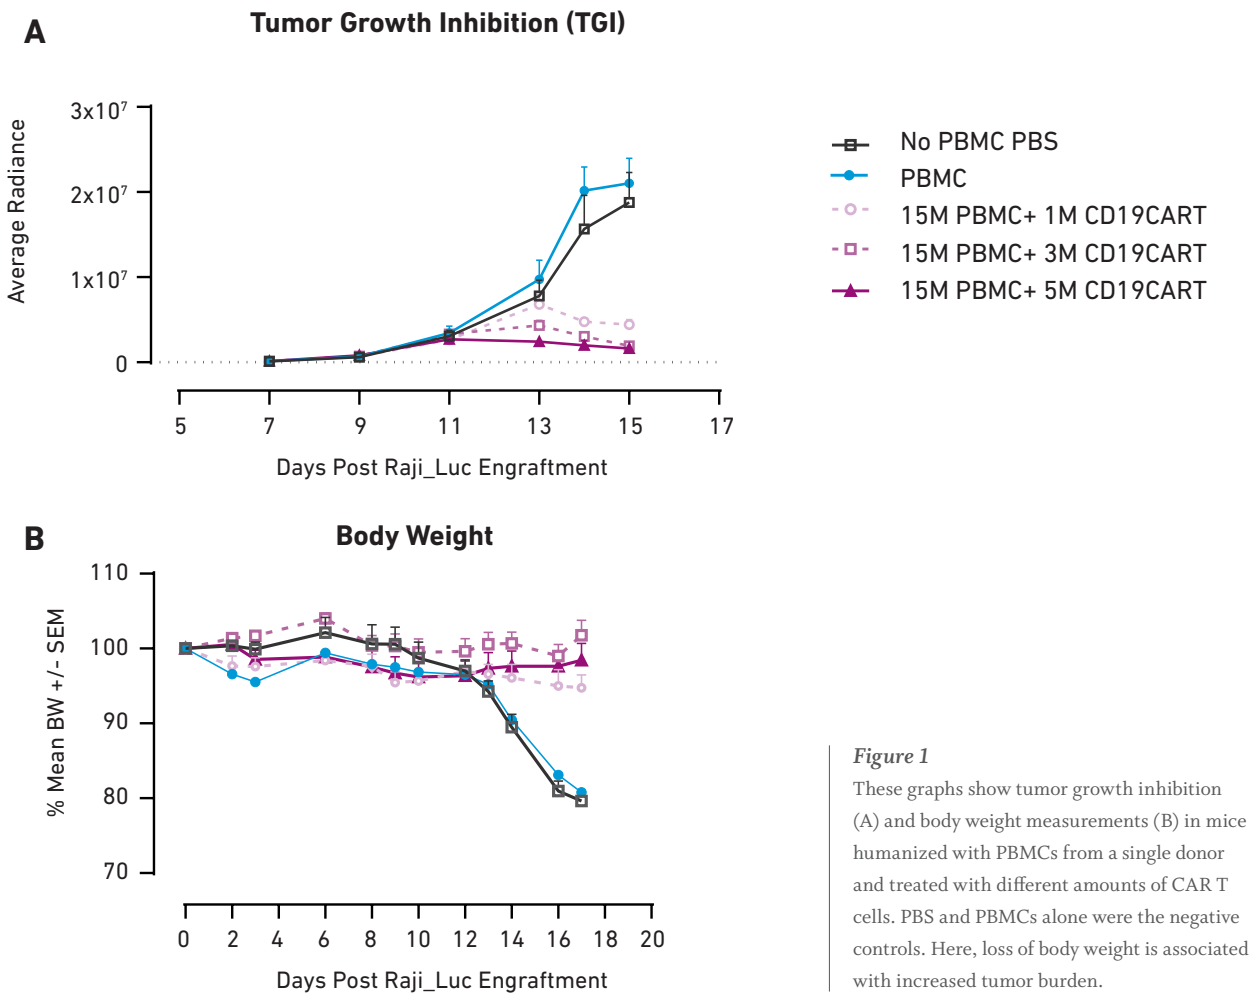 A
Tumor Growth Inhibition (TGI)
Average Radiance
3x10⁷
2x10⁷
1x10⁷
0
5 7 9 11 13 15 17
Days Post Raji_Luc Engraftment
No PBMC PBS
PBMC
15M PBMC+ 1M CD19CART
15M PBMC+ 3M CD19CART
15M PBMC+ 5M CD19CART
B
Body Weight
% Mean BW +/- SEM
110
100
90
80
70
0 2 4 6 8 10 12 14 16 18 20
Days Post Raji_Luc Engraftment
Figure 1
These graphs show tumor growth inhibition
(A) and body weight measurements (B) in mice
humanized with PBMCs from a single donor
and treated with different amounts of CAR T
cells. PBS and PBMCs alone were the negative
controls. Here, loss of body weight is associated
with increased tumor burden.